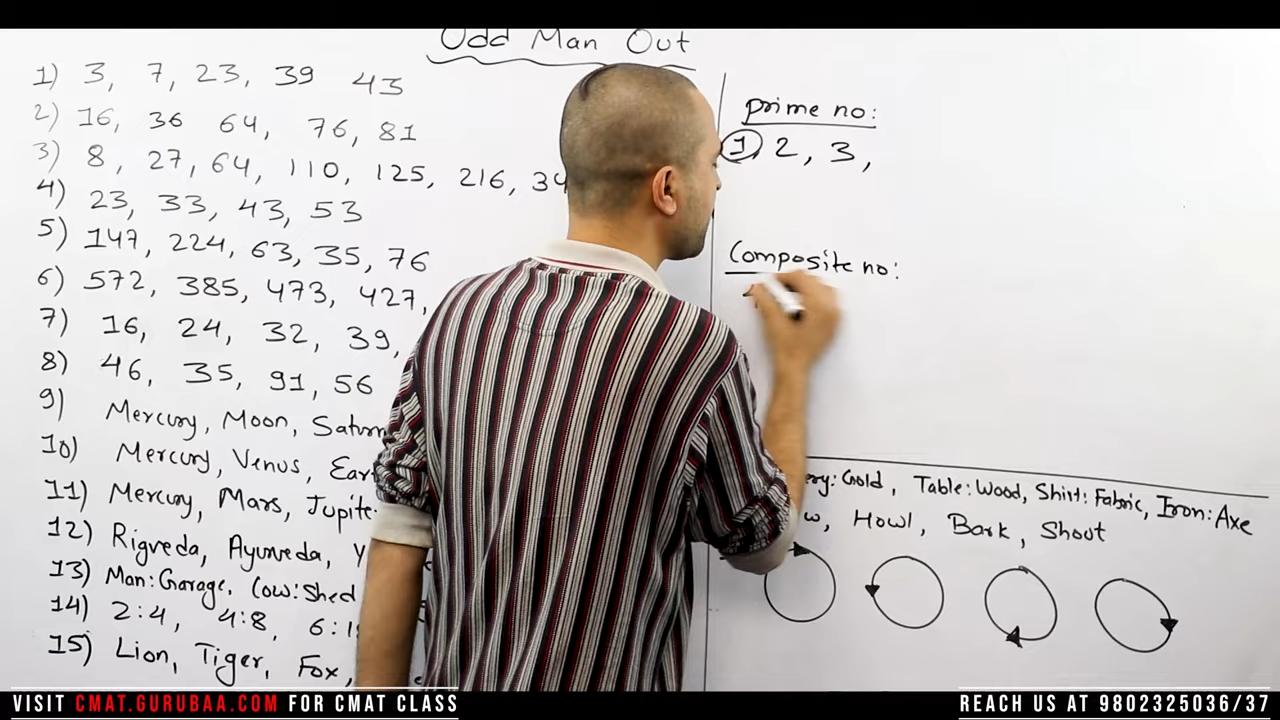 Odd Man Out
1) 3, 7, 23, 39 43
2) 16, 36 64, 76, 81
3) 8, 27, 64, 110, 125, 216, 34
4) 23, 33, 43, 53
5) 147, 224, 63, 35, 76
6) 572, 385, 473, 427,
7) 16, 24, 32, 39,
8) 46, 35, 91, 56
9) Mercury, Moon, Saturn
10) Mercury, Venus, Ear
11) Mercury, Mars, Jupite
12) Rigveda, Ayurveda, Y
13) Man:Garage, Cow:Shed
14) 2:4, 4:8, 6:1
15) Lion, Tiger, Fox,
prime no:
1, 2, 3,
Composite no:
ery:Gold, Table:Wood, Shirt:Fabric, Iron:Axe
w, Howl, Bark, Shoot
VISIT CMAT.GURUBAA.COM FOR CMAT CLASS
REACH US AT 9802325036/37